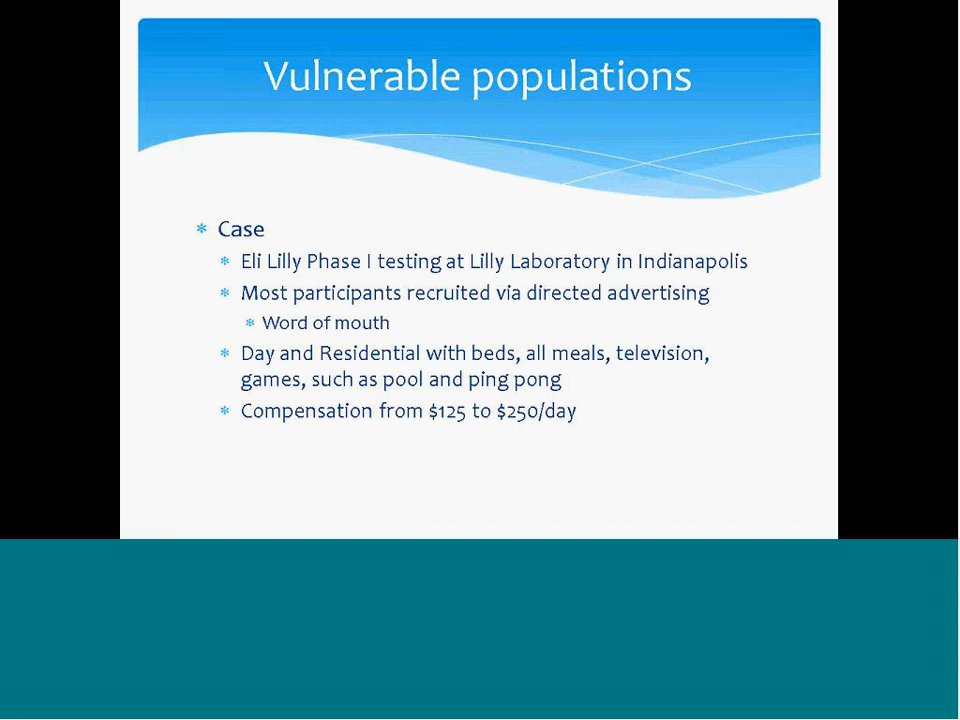 Vulnerable populations
* Case
* Eli Lilly Phase I testing at Lilly Laboratory in Indianapolis
* Most participants recruited via directed advertising
* Word of mouth
* Day and Residential with beds, all meals, television,
games, such as pool and ping pong
* Compensation from $125 to $250/day